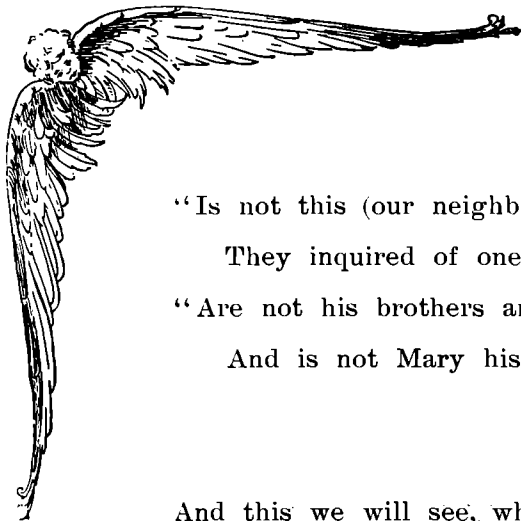 “Is not this (our neighb
They inquired of one
“Are not his brothers an
And is not Mary his
And this we will see, wh